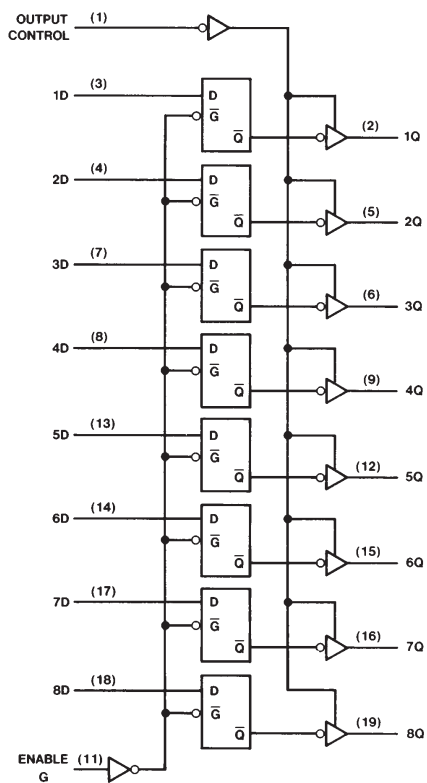 OUTPUT CONTROL (1)
1D (3) D
G̅
Q̅ (2) 1Q
2D (4) D
G̅
Q̅ (5) 2Q
3D (7) D
G̅
Q̅ (6) 3Q
4D (8) D
G̅
Q̅ (9) 4Q
5D (13) D
G̅
Q̅ (12) 5Q
6D (14) D
G̅
Q̅ (15) 6Q
7D (17) D
G̅
Q̅ (16) 7Q
8D (18) D
G̅
Q̅ (19) 8Q
ENABLE G (11)